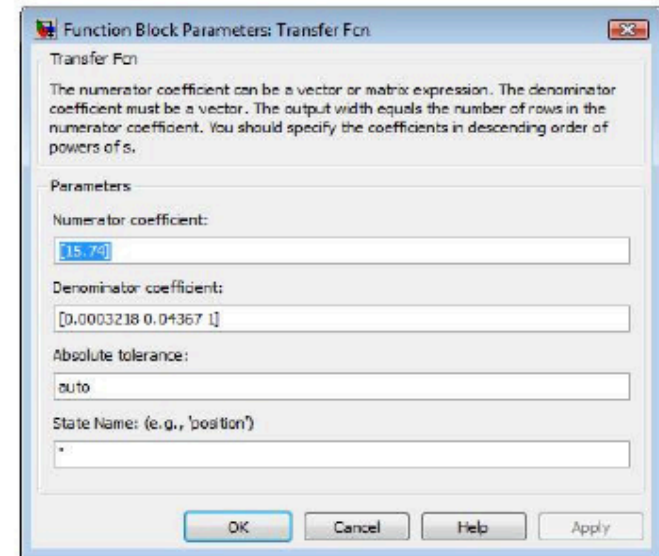 Function Block Parameters: Transfer Fcn
Transfer Fcn
The numerator coefficient can be a vector or matrix expression. The denominator
coefficient must be a vector. The output width equals the number of rows in the
numerator coefficient. You should specify the coefficients in descending order of
powers of s.
Parameters
Numerator coefficient:
[15.74]
Denominator coefficient:
[0.0003218 0.04367 1]
Absolute tolerance:
auto
State Name: (e.g., 'position')
''
OK
Cancel
Help
Apply